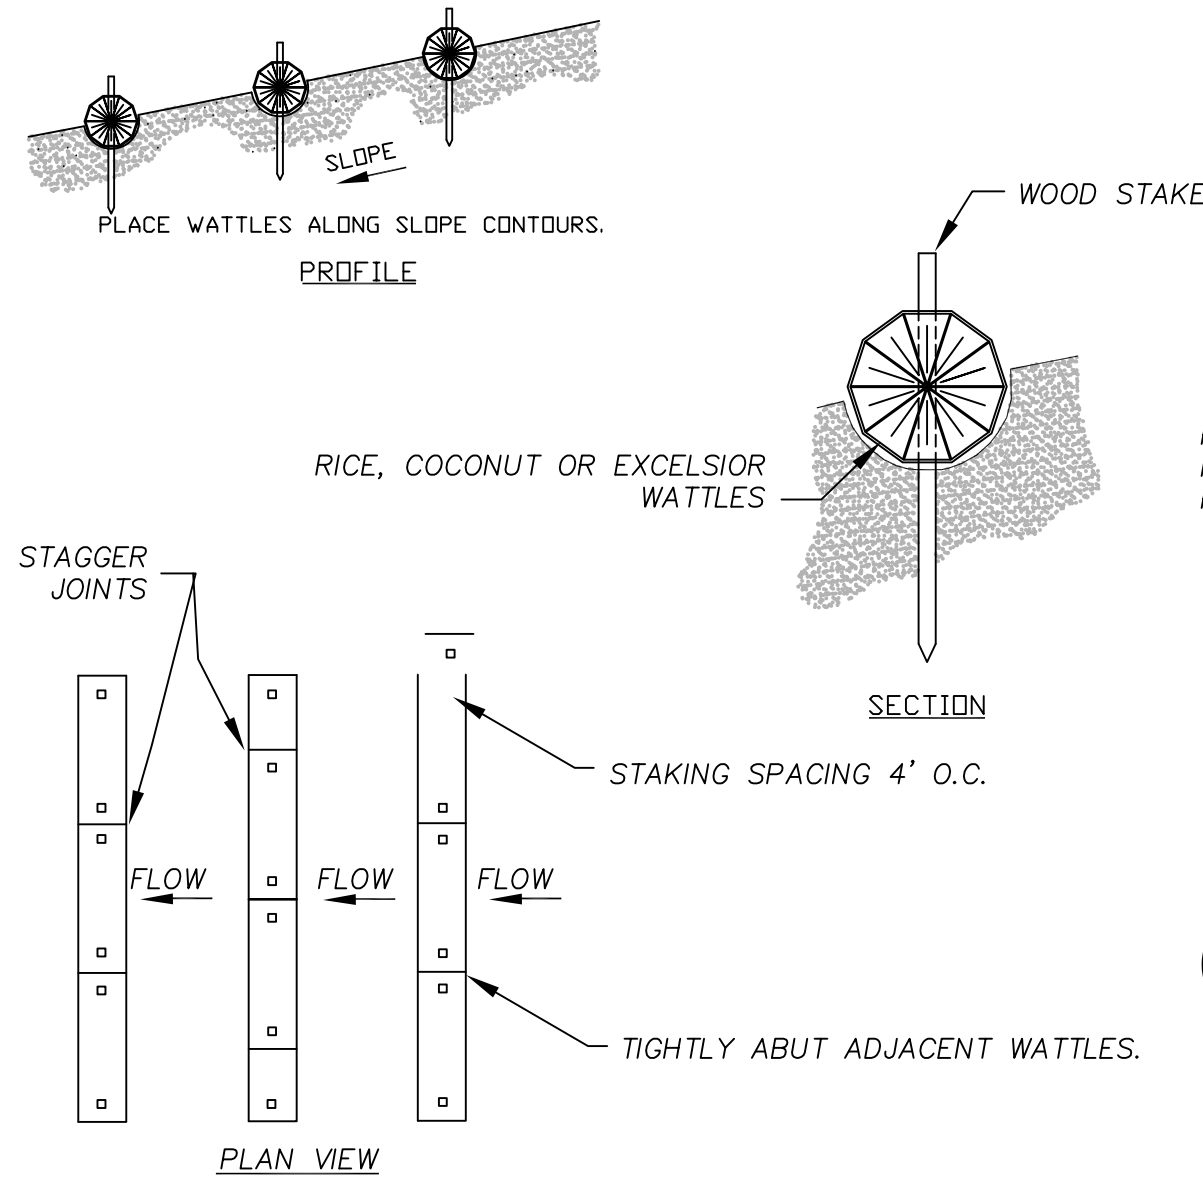 SLOPE
PLACE WATTLES ALONG SLOPE CONTOURS.
PROFILE
WOOD STAKE
RICE, COCONUT OR EXCELSIOR
WATTLES
SECTION
STAGGER
JOINTS
STAKING SPACING 4' O.C.
FLOW FLOW FLOW
TIGHTLY ABUT ADJACENT WATTLES.
PLAN VIEW